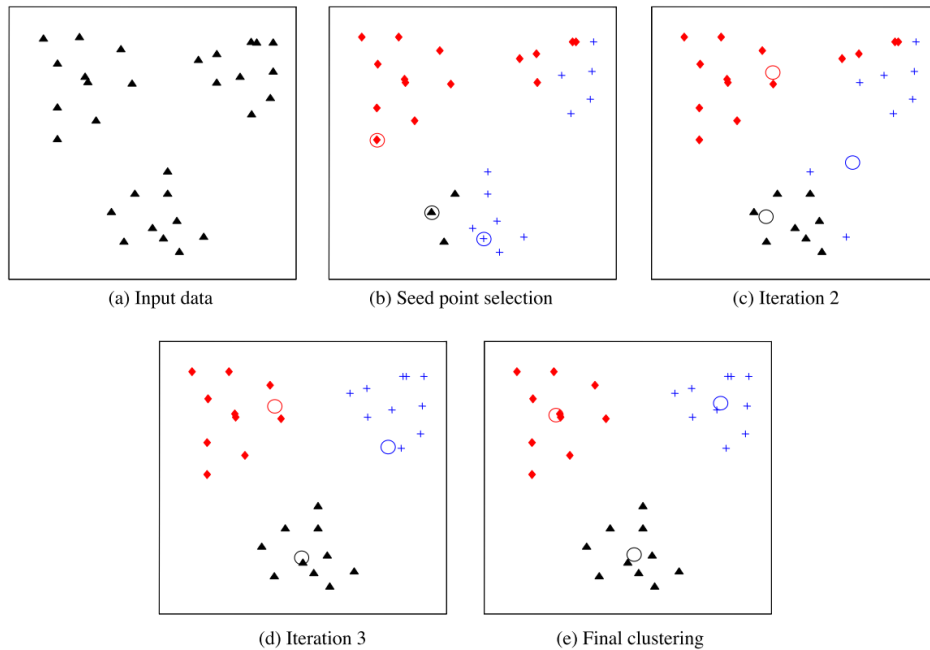 (a) Input data
(b) Seed point selection
(c) Iteration 2
(d) Iteration 3
(e) Final clustering